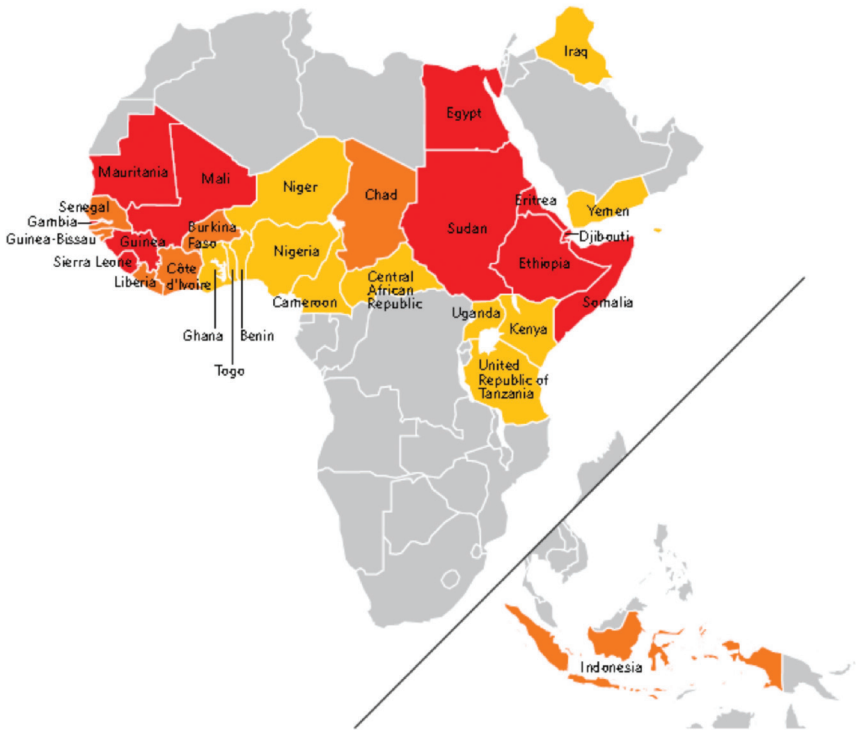 Iraq
Egypt
Mauritania
Mali
Niger
Chad
Eritrea
Yemen
Senegal
Gambia
Guinea-Bissau
Guinea
Burkina
Faso
Nigeria
Sudan
Djibouti
Sierra Leone
Liberia
Côte
d'Ivoire
Ethiopia
Central
African
Republic
Cameroon
Somalia
Uganda
Kenya
Ghana
Benin
Togo
United
Republic of
Tanzania
Indonesia